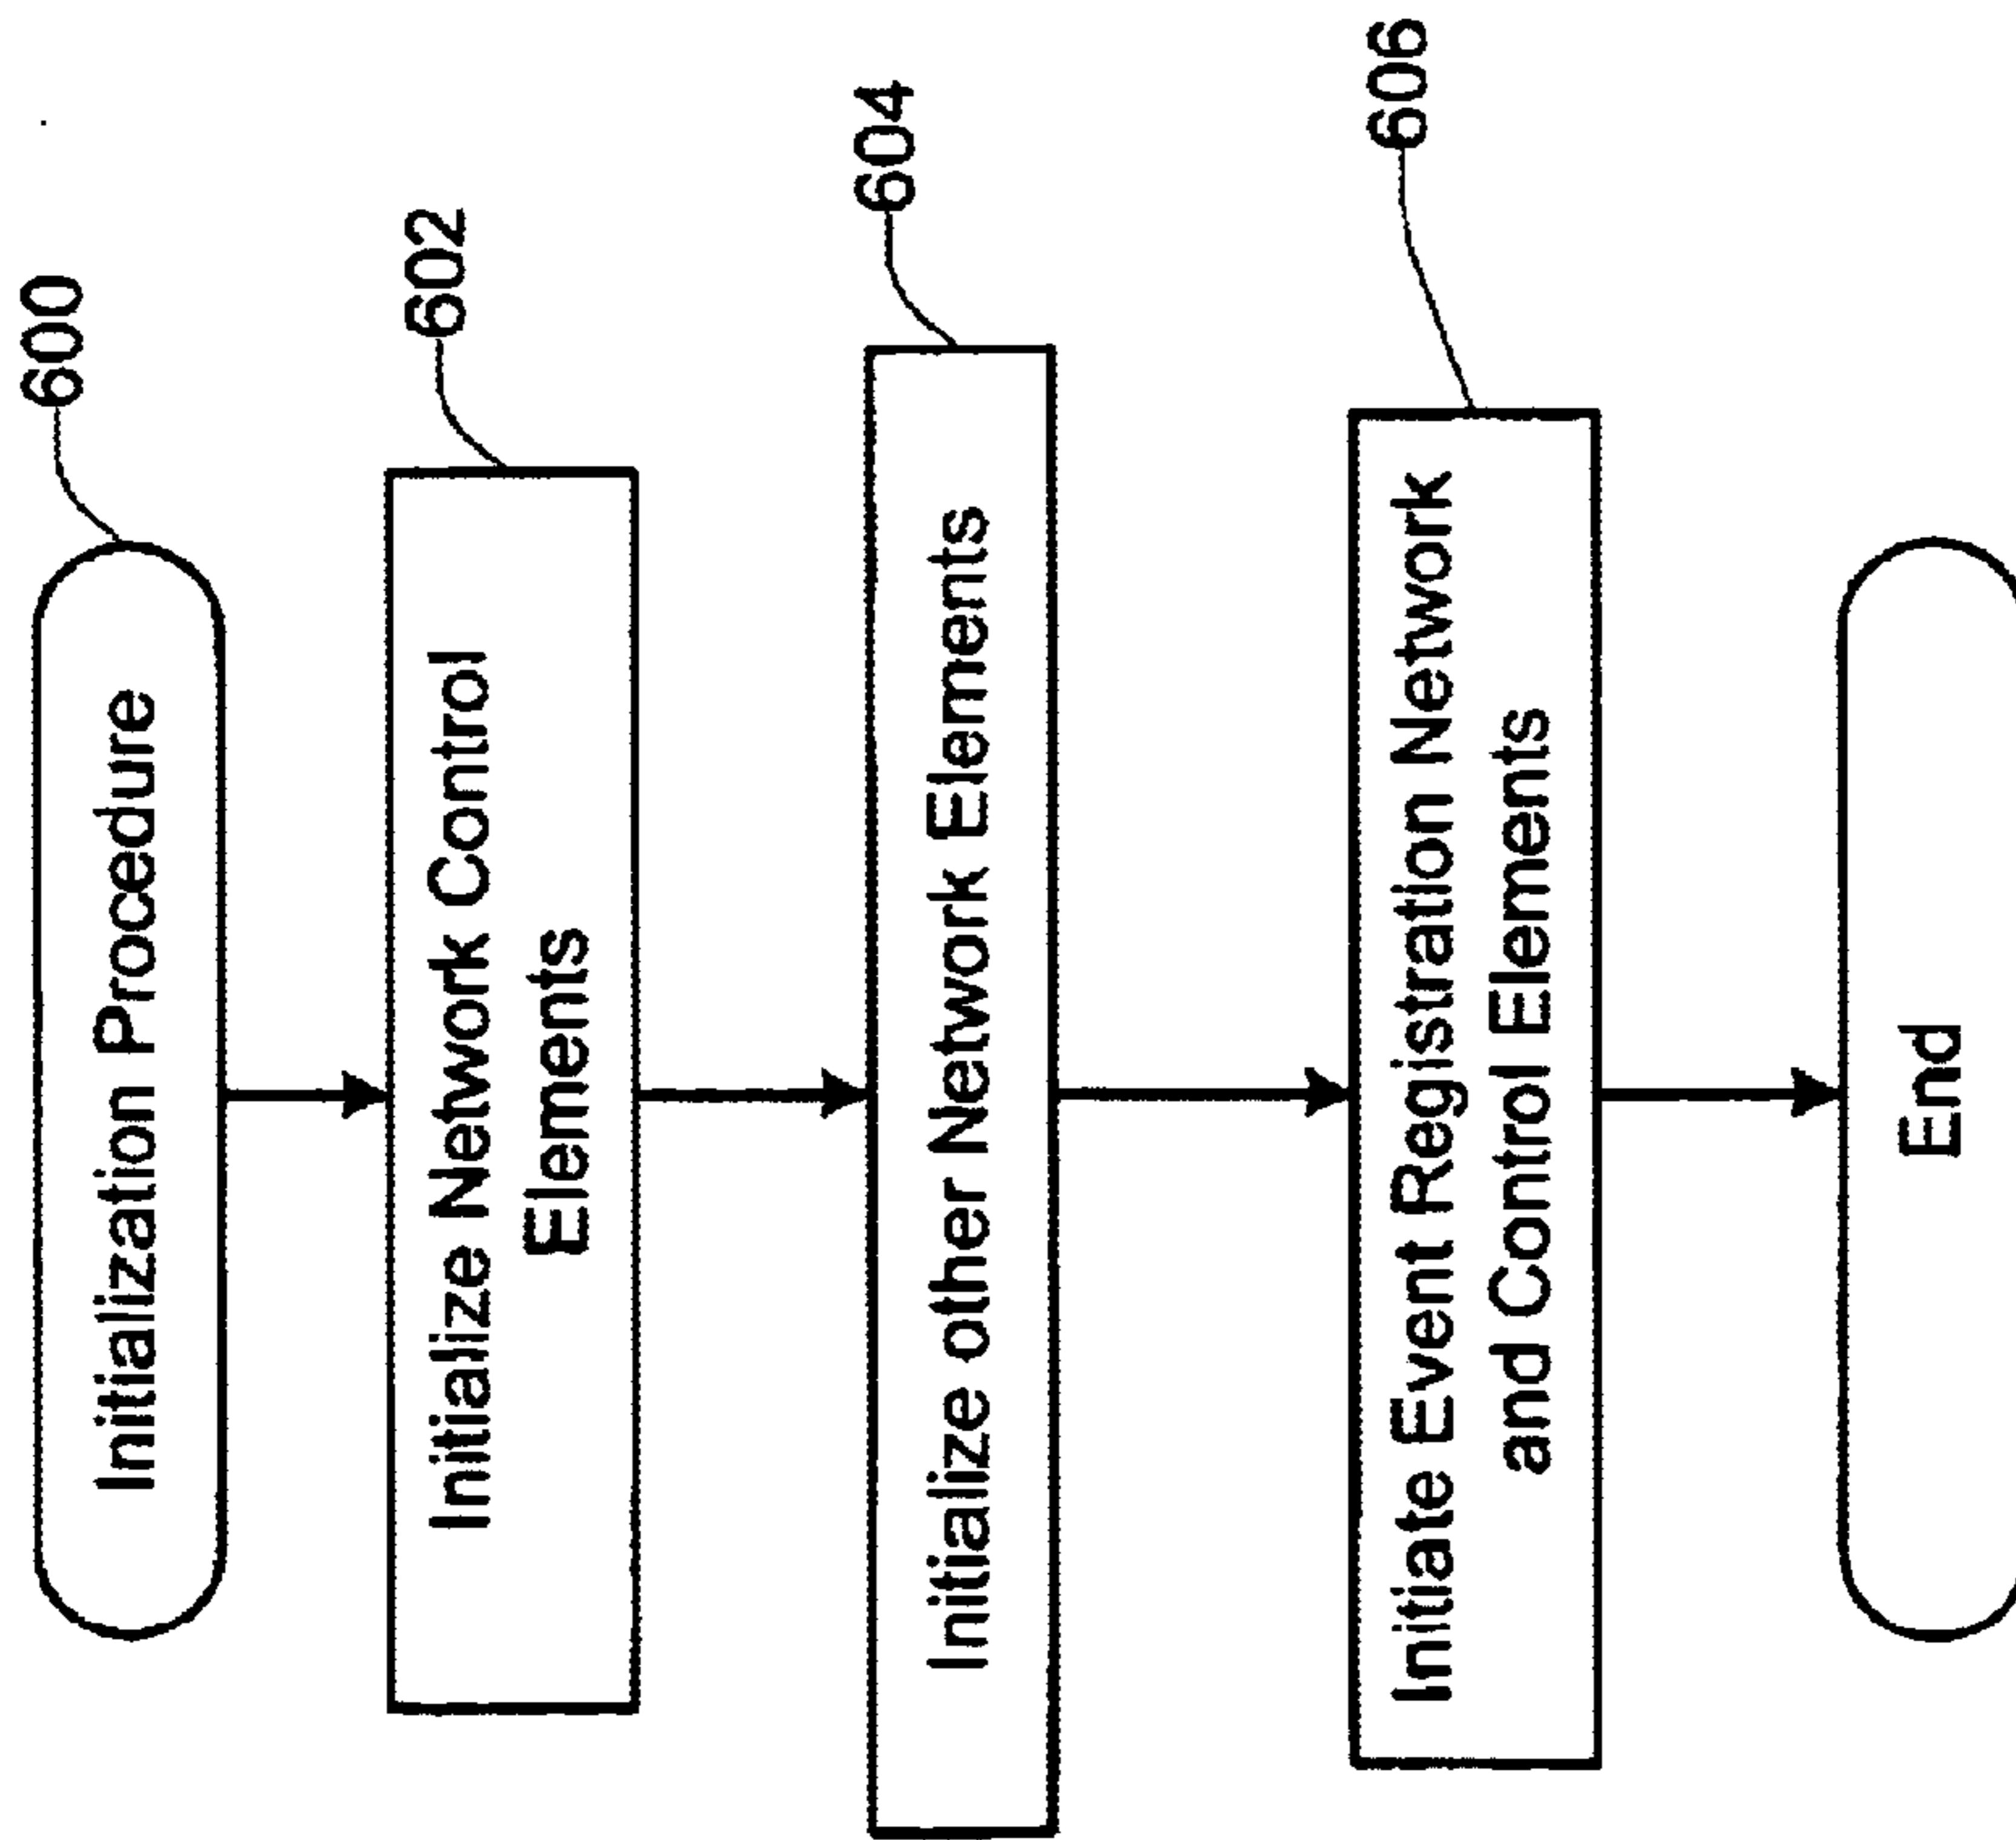 Initialization Procedure
600
Initialize Network Control
Elements
602
Initialize other Network Elements
604
Initiate Event Registration Network
and Control Elements
606
End